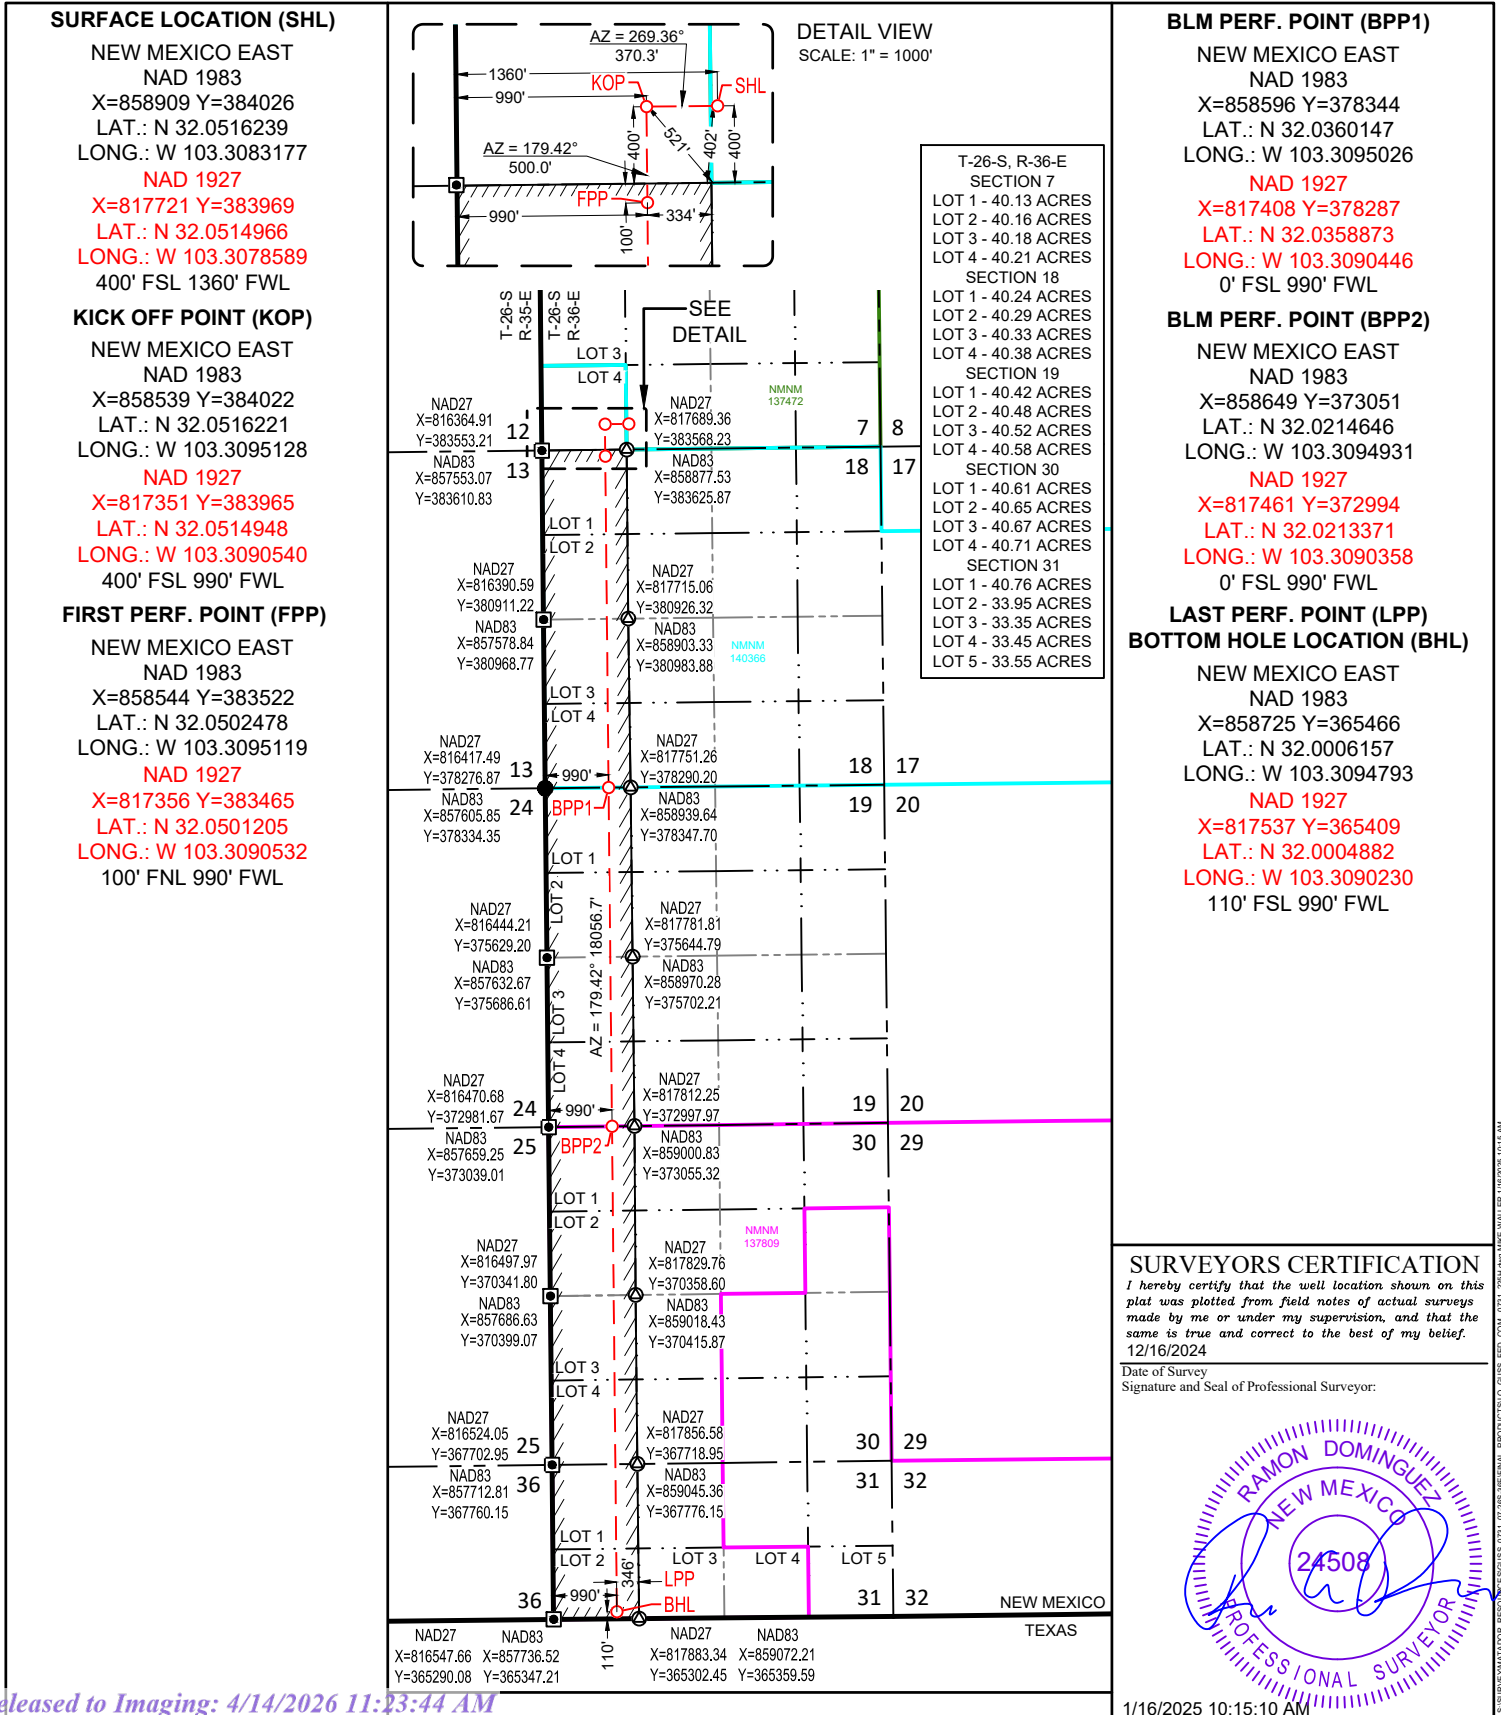 SURFACE LOCATION (SHL)
NEW MEXICO EAST
NAD 1983
X=858909 Y=384026
LAT.: N 32.0516239
LONG.: W 103.3083177
NAD 1927
X=817721 Y=383969
LAT.: N 32.0514966
LONG.: W 103.3078589
400' FSL 1360' FWL
KICK OFF POINT (KOP)
NEW MEXICO EAST
NAD 1983
X=858539 Y=384022
LAT.: N 32.0516221
LONG.: W 103.3095128
NAD 1927
X=817351 Y=383965
LAT.: N 32.0514948
LONG.: W 103.3090540
400' FSL 990' FWL
FIRST PERF. POINT (FPP)
NEW MEXICO EAST
NAD 1983
X=858544 Y=383522
LAT.: N 32.0502478
LONG.: W 103.3095119
NAD 1927
X=817356 Y=383465
LAT.: N 32.0501205
LONG.: W 103.3090532
100' FNL 990' FWL
DETAIL VIEW
SCALE: 1" = 1000'
AZ = 269.36°
370.3'
1360'
KOP
SHL
990'
400'
521'
402'
400'
AZ = 179.42°
500.0'
FPP
990'
334'
100'
T-26-S
R-35-E
T-26-S
R-36-E
SEE
DETAIL
LOT 3
LOT 4
NMNM
137472
NAD27
X=816364.91
Y=383553.21
NAD83
X=857553.07
Y=383610.83
12
13
NAD27
X=817689.36
Y=383568.23
NAD83
X=858877.53
Y=383625.87
7 8
18 17
LOT 1
LOT 2
NAD27
X=816390.59
Y=380911.22
NAD83
X=857578.84
Y=380968.77
NAD27
X=817715.06
Y=380926.32
NAD83
X=858903.33
Y=380983.88
NMNM
140366
LOT 3
LOT 4
NAD27
X=816417.49
Y=378276.87
NAD83
X=857605.85
Y=378334.35
13
24
990'
BPP1
NAD27
X=817751.26
Y=378290.20
NAD83
X=858939.64
Y=378347.70
18 17
19 20
LOT 1
LOT 2
NAD27
X=816444.21
Y=375629.20
NAD83
X=857632.67
Y=375686.61
AZ = 179.42° 18056.7'
NAD27
X=817781.81
Y=375644.79
NAD83
X=858970.28
Y=375702.21
LOT 3
LOT 4
NAD27
X=816470.68
Y=372981.67
NAD83
X=857659.25
Y=373039.01
24
25
990'
BPP2
NAD27
X=817812.25
Y=372997.97
NAD83
X=859000.83
Y=373055.32
19 20
30 29
LOT 1
LOT 2
NMNM
137809
NAD27
X=816497.97
Y=370341.80
NAD83
X=857686.63
Y=370399.07
NAD27
X=817829.76
Y=370358.60
NAD83
X=859018.43
Y=370415.87
LOT 3
LOT 4
NAD27
X=816524.05
Y=367702.95
NAD83
X=857712.81
Y=367760.15
25
36
NAD27
X=817856.58
Y=367718.95
NAD83
X=859045.36
Y=367776.15
30 29
31 32
LOT 1
LOT 2 LOT 3 LOT 4 LOT 5
346'
LPP
990'
BHL
36
31 32
NEW MEXICO
TEXAS
110'
NAD27
X=816547.66
Y=365290.08
NAD83
X=857736.52
Y=365347.21
NAD27
X=817883.34
Y=365302.45
NAD83
X=859072.21
Y=365359.59
T-26-S, R-36-E
SECTION 7
LOT 1 - 40.13 ACRES
LOT 2 - 40.16 ACRES
LOT 3 - 40.18 ACRES
LOT 4 - 40.21 ACRES
SECTION 18
LOT 1 - 40.24 ACRES
LOT 2 - 40.29 ACRES
LOT 3 - 40.33 ACRES
LOT 4 - 40.38 ACRES
SECTION 19
LOT 1 - 40.42 ACRES
LOT 2 - 40.48 ACRES
LOT 3 - 40.52 ACRES
LOT 4 - 40.58 ACRES
SECTION 30
LOT 1 - 40.61 ACRES
LOT 2 - 40.65 ACRES
LOT 3 - 40.67 ACRES
LOT 4 - 40.71 ACRES
SECTION 31
LOT 1 - 40.76 ACRES
LOT 2 - 33.95 ACRES
LOT 3 - 33.35 ACRES
LOT 4 - 33.45 ACRES
LOT 5 - 33.55 ACRES
BLM PERF. POINT (BPP1)
NEW MEXICO EAST
NAD 1983
X=858596 Y=378344
LAT.: N 32.0360147
LONG.: W 103.3095026
NAD 1927
X=817408 Y=378287
LAT.: N 32.0358873
LONG.: W 103.3090446
0' FSL 990' FWL
BLM PERF. POINT (BPP2)
NEW MEXICO EAST
NAD 1983
X=858649 Y=373051
LAT.: N 32.0214646
LONG.: W 103.3094931
NAD 1927
X=817461 Y=372994
LAT.: N 32.0213371
LONG.: W 103.3090358
0' FSL 990' FWL
LAST PERF. POINT (LPP)
BOTTOM HOLE LOCATION (BHL)
NEW MEXICO EAST
NAD 1983
X=858725 Y=365466
LAT.: N 32.0006157
LONG.: W 103.3094793
NAD 1927
X=817537 Y=365409
LAT.: N 32.0004882
LONG.: W 103.3090230
110' FSL 990' FWL
SURVEYORS CERTIFICATION
I hereby certify that the well location shown on this
plat was plotted from field notes of actual surveys
made by me or under my supervision, and that the
same is true and correct to the best of my belief.
12/16/2024
Date of Survey
Signature and Seal of Professional Surveyor:
RAMON DOMINGUEZ
NEW MEXICO
24508
PROFESSIONAL SURVEYOR
1/16/2025 10:15:10 AM
eleased to Imaging: 4/14/2026 11:23:44 AM